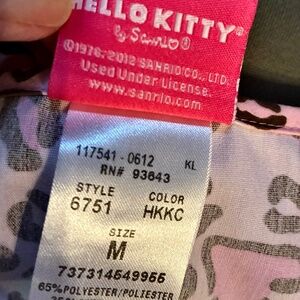 HELLO KITTY®
By Sanrio®
©1976, 2012 SANRIO CO., LTD.
Used Under License.
www.sanrio.com
117541 - 0612 KL
RN# 93643
STYLE COLOR
6751 HKKC
SIZE
M
737314549955
65%POLYESTER/POLIESTER